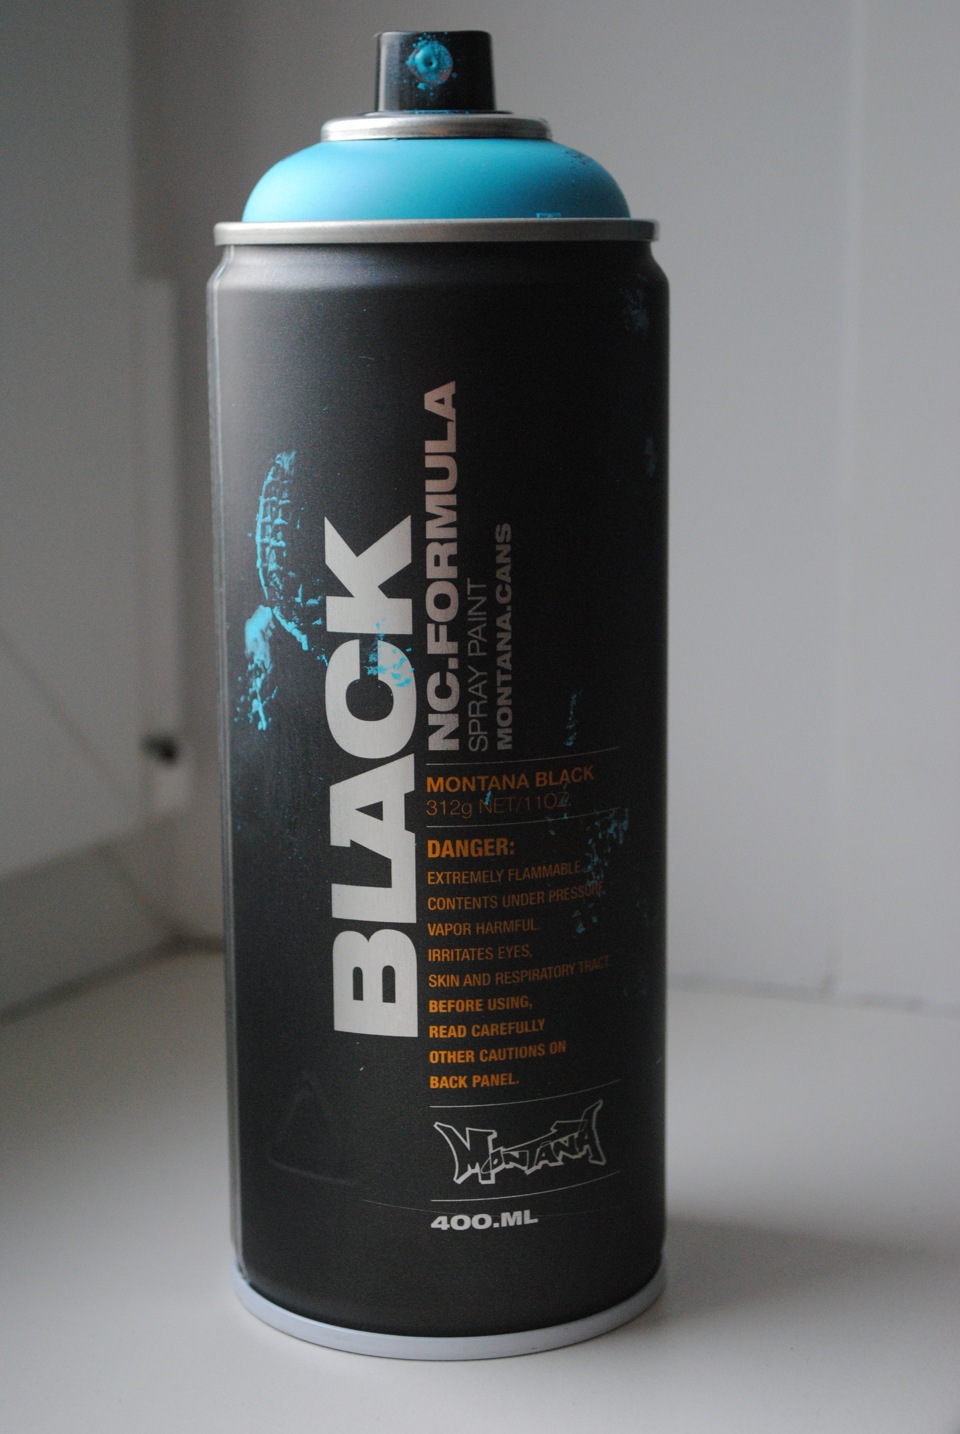 BLACK
NC.FORMULA
SPRAY PAINT
MONTANA.CANS
MONTANA BLACK
312g NET/11OZ.
DANGER:
EXTREMELY FLAMMABLE.
CONTENTS UNDER PRESSURE.
VAPOR HARMFUL.
IRRITATES EYES,
SKIN AND RESPIRATORY TRACT.
BEFORE USING,
READ CAREFULLY
OTHER CAUTIONS ON
BACK PANEL.
MONTANA
400.ML